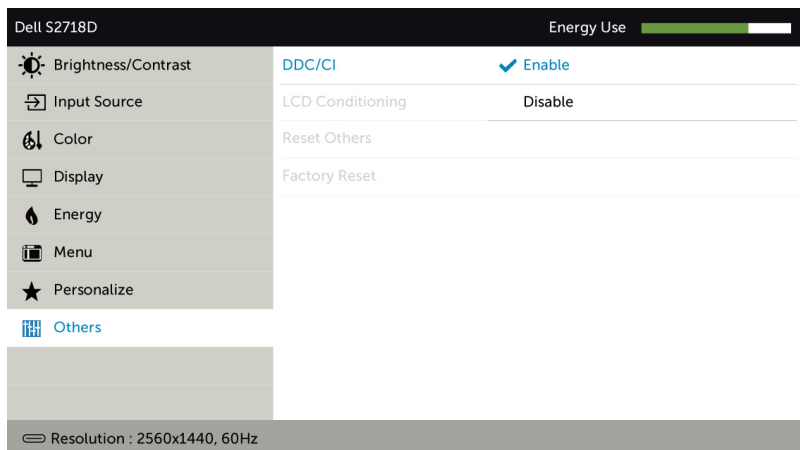 Dell S2718D
Energy Use
Brightness/Contrast
DDC/CI
Enable
Input Source
LCD Conditioning
Disable
Color
Reset Others
Display
Factory Reset
Energy
Menu
Personalize
Others
Resolution : 2560x1440, 60Hz